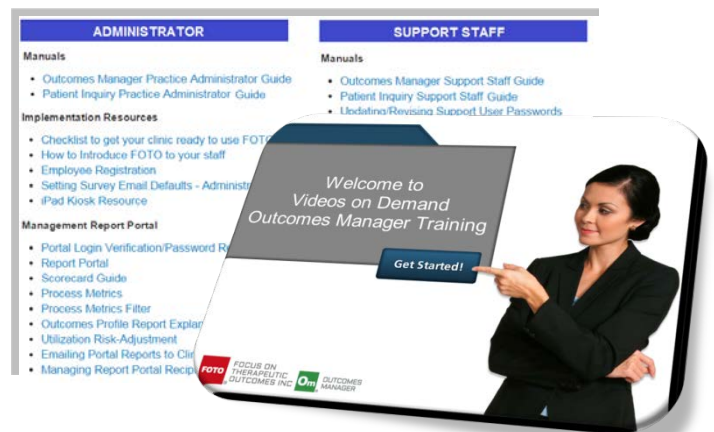 ADMINISTRATOR
Manuals
Outcomes Manager Practice Administrator Guide
Patient Inquiry Practice Administrator Guide
Implementation Resources
Checklist to get your clinic ready to use FOTO
How to Introduce FOTO to your staff
Employee Registration
Setting Survey Email Defaults - Administ
iPad Kiosk Resource
Management Report Portal
Portal Login Verification/Password Re
Report Portal
Scorecard Guide
Process Metrics
Process Metrics Filter
Outcomes Profile Report Explan
Utilization Risk-Adjustment
Emailing Portal Reports to Cli
Managing Report Portal Recip
SUPPORT STAFF
Manuals
Outcomes Manager Support Staff Guide
Patient Inquiry Support Staff Guide
Updating/Revising Support User Passwords
Welcome to
Videos on Demand
Outcomes Manager Training
Get Started!
FOTO
FOCUS ON
THERAPEUTIC
OUTCOMES INC
Om
OUTCOMES
MANAGER